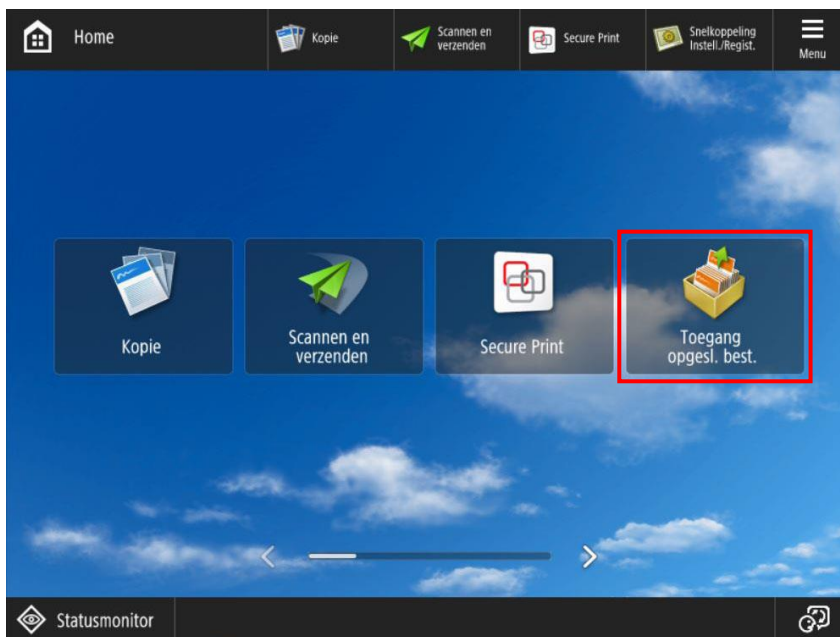 Home
Kopie
Scannen en
verzenden
Secure Print
Snelkoppeling
Instell./Regist.
Menu
Kopie
Scannen en
verzenden
Secure Print
Toegang
opgesl. best.
Statusmonitor